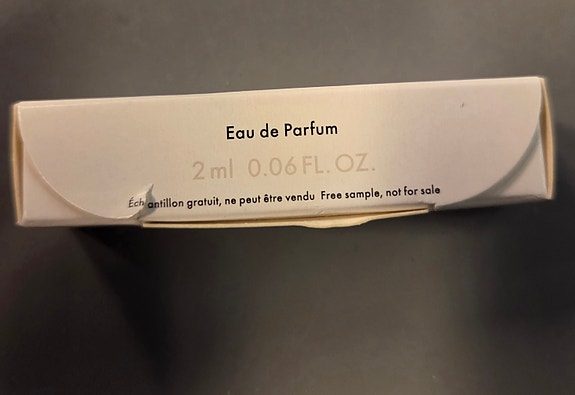 Eau de Parfum
2 ml 0.06 FL. OZ.
Échantillon gratuit, ne peut être vendu Free sample, not for sale